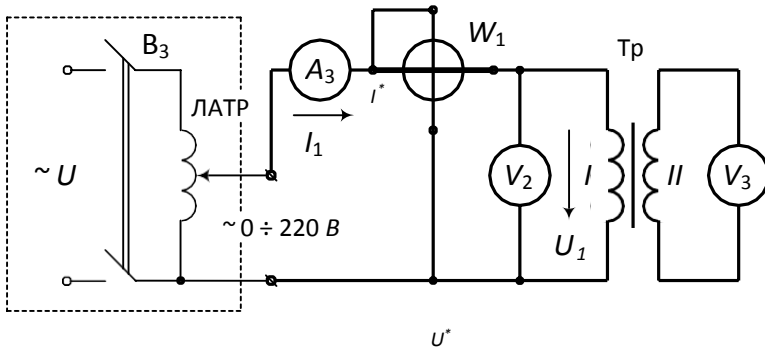 B₃
W₁
Тр
A₃
I*
ЛАТР
I₁
~ U
V₂
I
II
V₃
~ 0 ÷ 220 В
U₁
U*